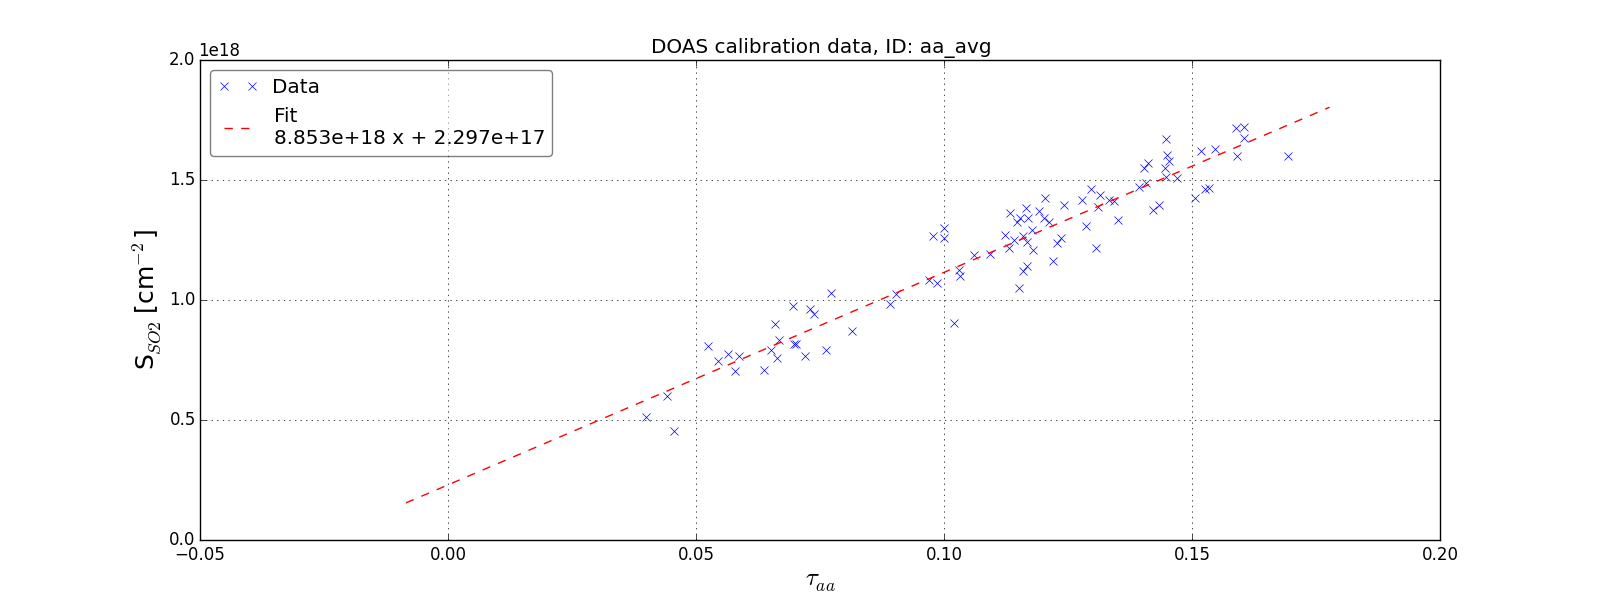 DOAS calibration data, ID: aa_avg
1e18
Data
Fit
8.853e+18 x + 2.297e+17
2.0
1.5
1.0
0.5
0.0
S_{SO2} [cm^{-2}]
−0.05 0.00 0.05 0.10 0.15 0.20
τ_{aa}